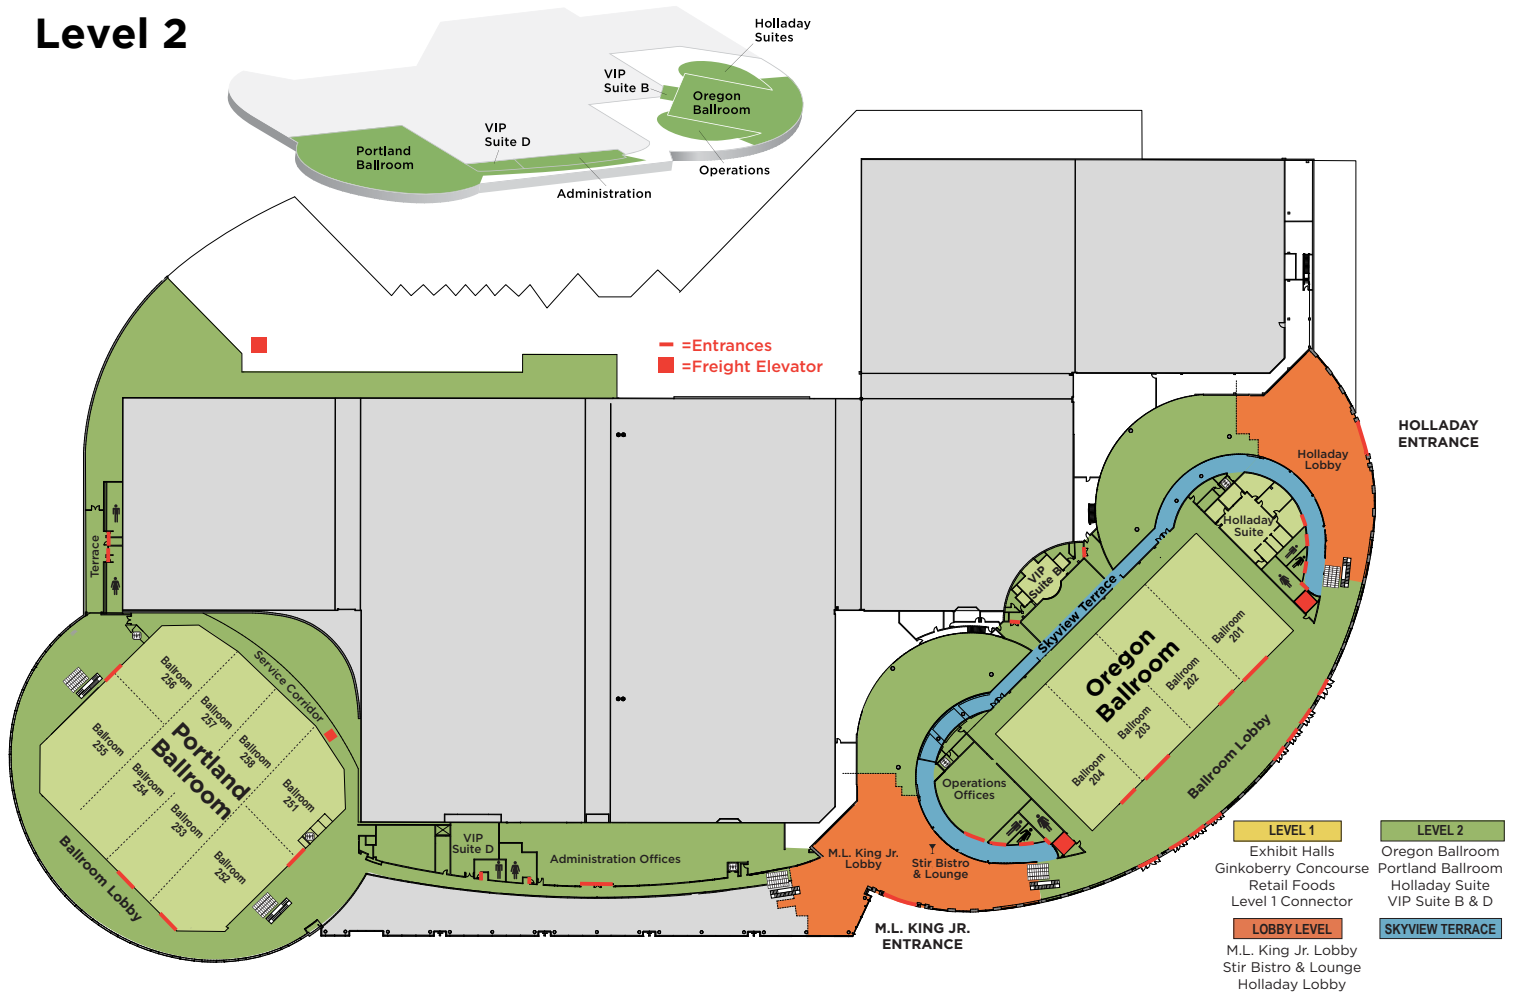 Level 2
Holladay
Suites
VIP
Suite B
Oregon
Ballroom
VIP
Suite D
Portland
Ballroom
Operations
Administration
=Entrances
=Freight Elevator
HOLLADAY
ENTRANCE
Holladay
Lobby
Holladay
Suite
Terrace
VIP
Suite B
Skyview Terrace
Oregon
Ballroom
Ballroom
201
Ballroom
202
Ballroom
203
Ballroom
204
Ballroom Lobby
Service Corridor
Ballroom
256
Ballroom
257
Ballroom
258
Ballroom
251
Ballroom
255
Ballroom
254
Ballroom
253
Ballroom
252
Portland
Ballroom
Ballroom Lobby
Operations
Offices
VIP
Suite D
Administration Offices
M.L. King Jr.
Lobby
Stir Bistro
& Lounge
M.L. KING JR.
ENTRANCE
LEVEL 1
Exhibit Halls
Ginkoberry Concourse
Retail Foods
Level 1 Connector
LEVEL 2
Oregon Ballroom
Portland Ballroom
Holladay Suite
VIP Suite B & D
LOBBY LEVEL
M.L. King Jr. Lobby
Stir Bistro & Lounge
Holladay Lobby
SKYVIEW TERRACE